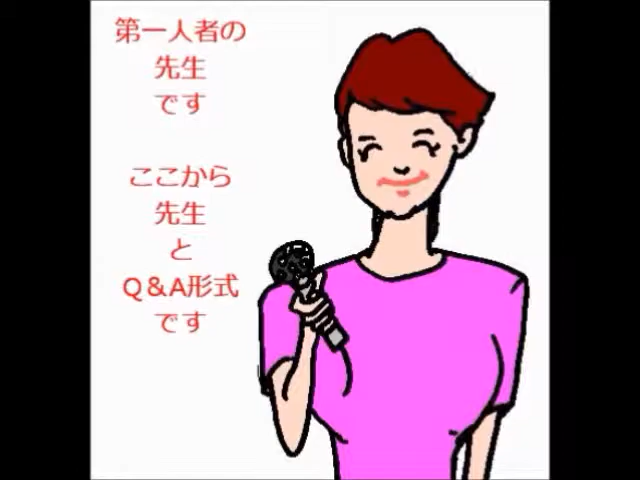 第一人者の
先生
です
ここから
先生
と
Q＆A形式
です